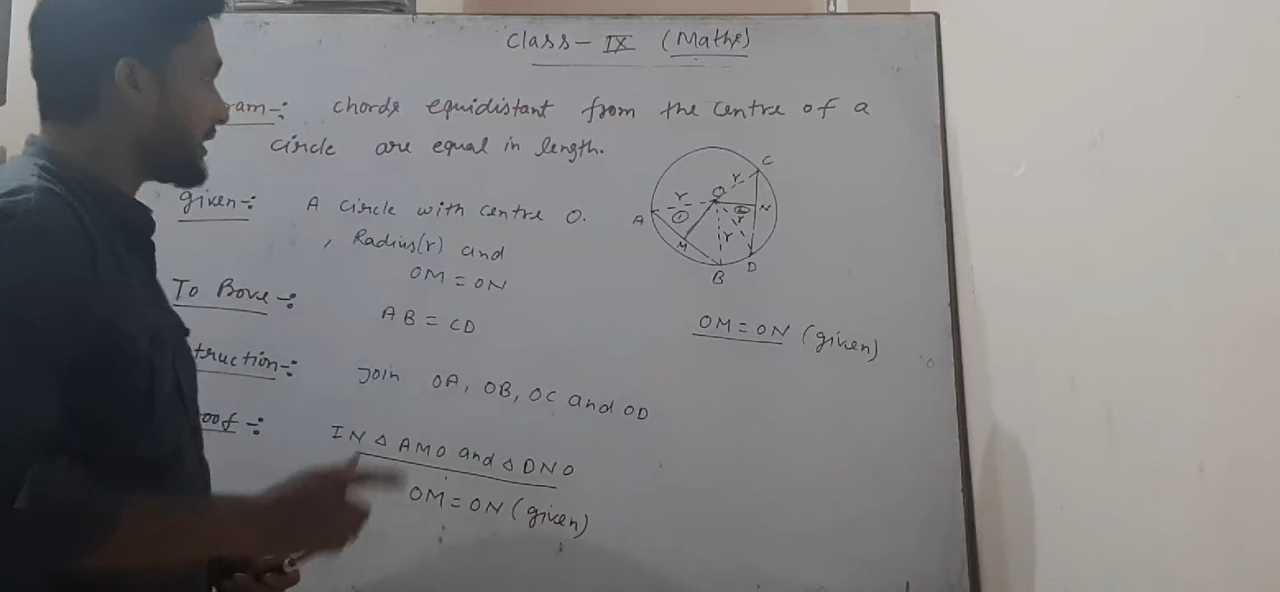 Class - IX (Maths)
ram-: chords equidistant from the centre of a
circle are equal in length.
given-: A circle with centre O.
, Radius(r) and
OM = ON
To Bove-: AB = CD
truction-: Join OA, OB, OC and OD
oof-: IN Δ AMO and Δ DNO
OM = ON (given)
C
r
O
A r ① ② N
r
M r
D
B
OM = ON (given)